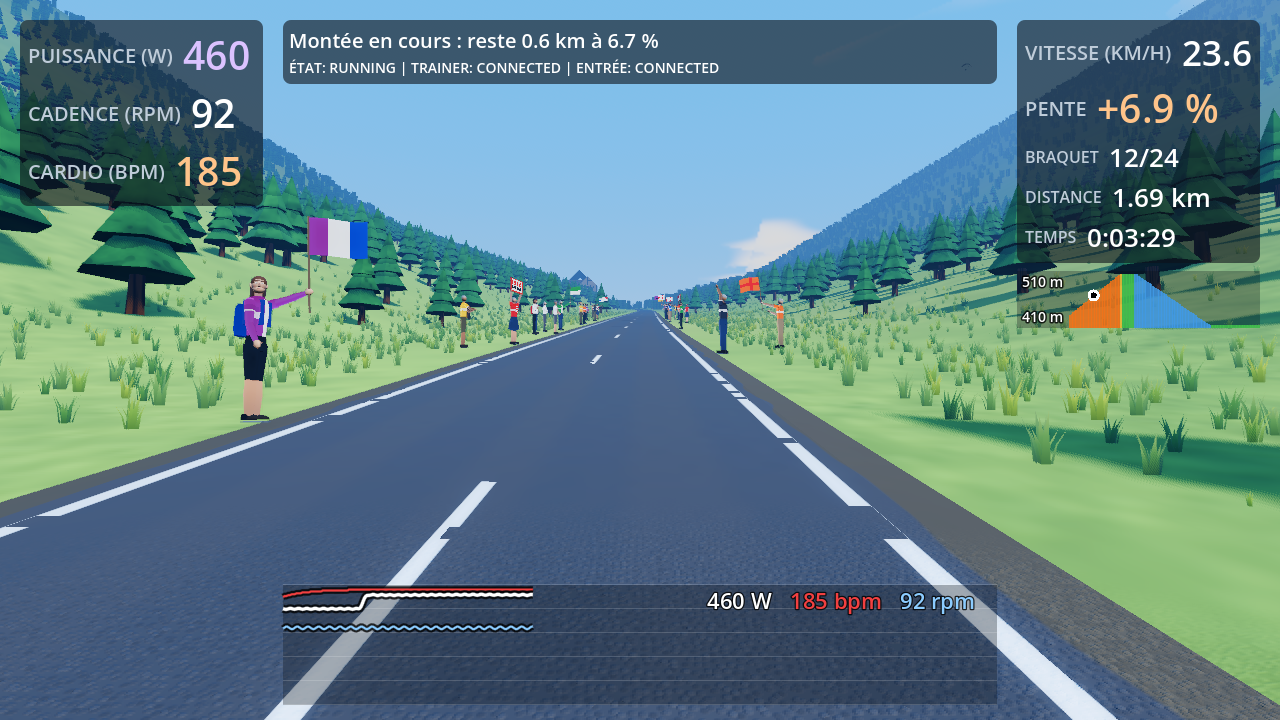 PUISSANCE (W) 460
CADENCE (RPM) 92
CARDIO (BPM) 185
Montée en cours : reste 0.6 km à 6.7 %
ÉTAT: RUNNING | TRAINER: CONNECTED | ENTRÉE: CONNECTED
VITESSE (KM/H) 23.6
PENTE +6.9 %
BRAQUET 12/24
DISTANCE 1.69 km
TEMPS 0:03:29
510 m
410 m
460 W 185 bpm 92 rpm